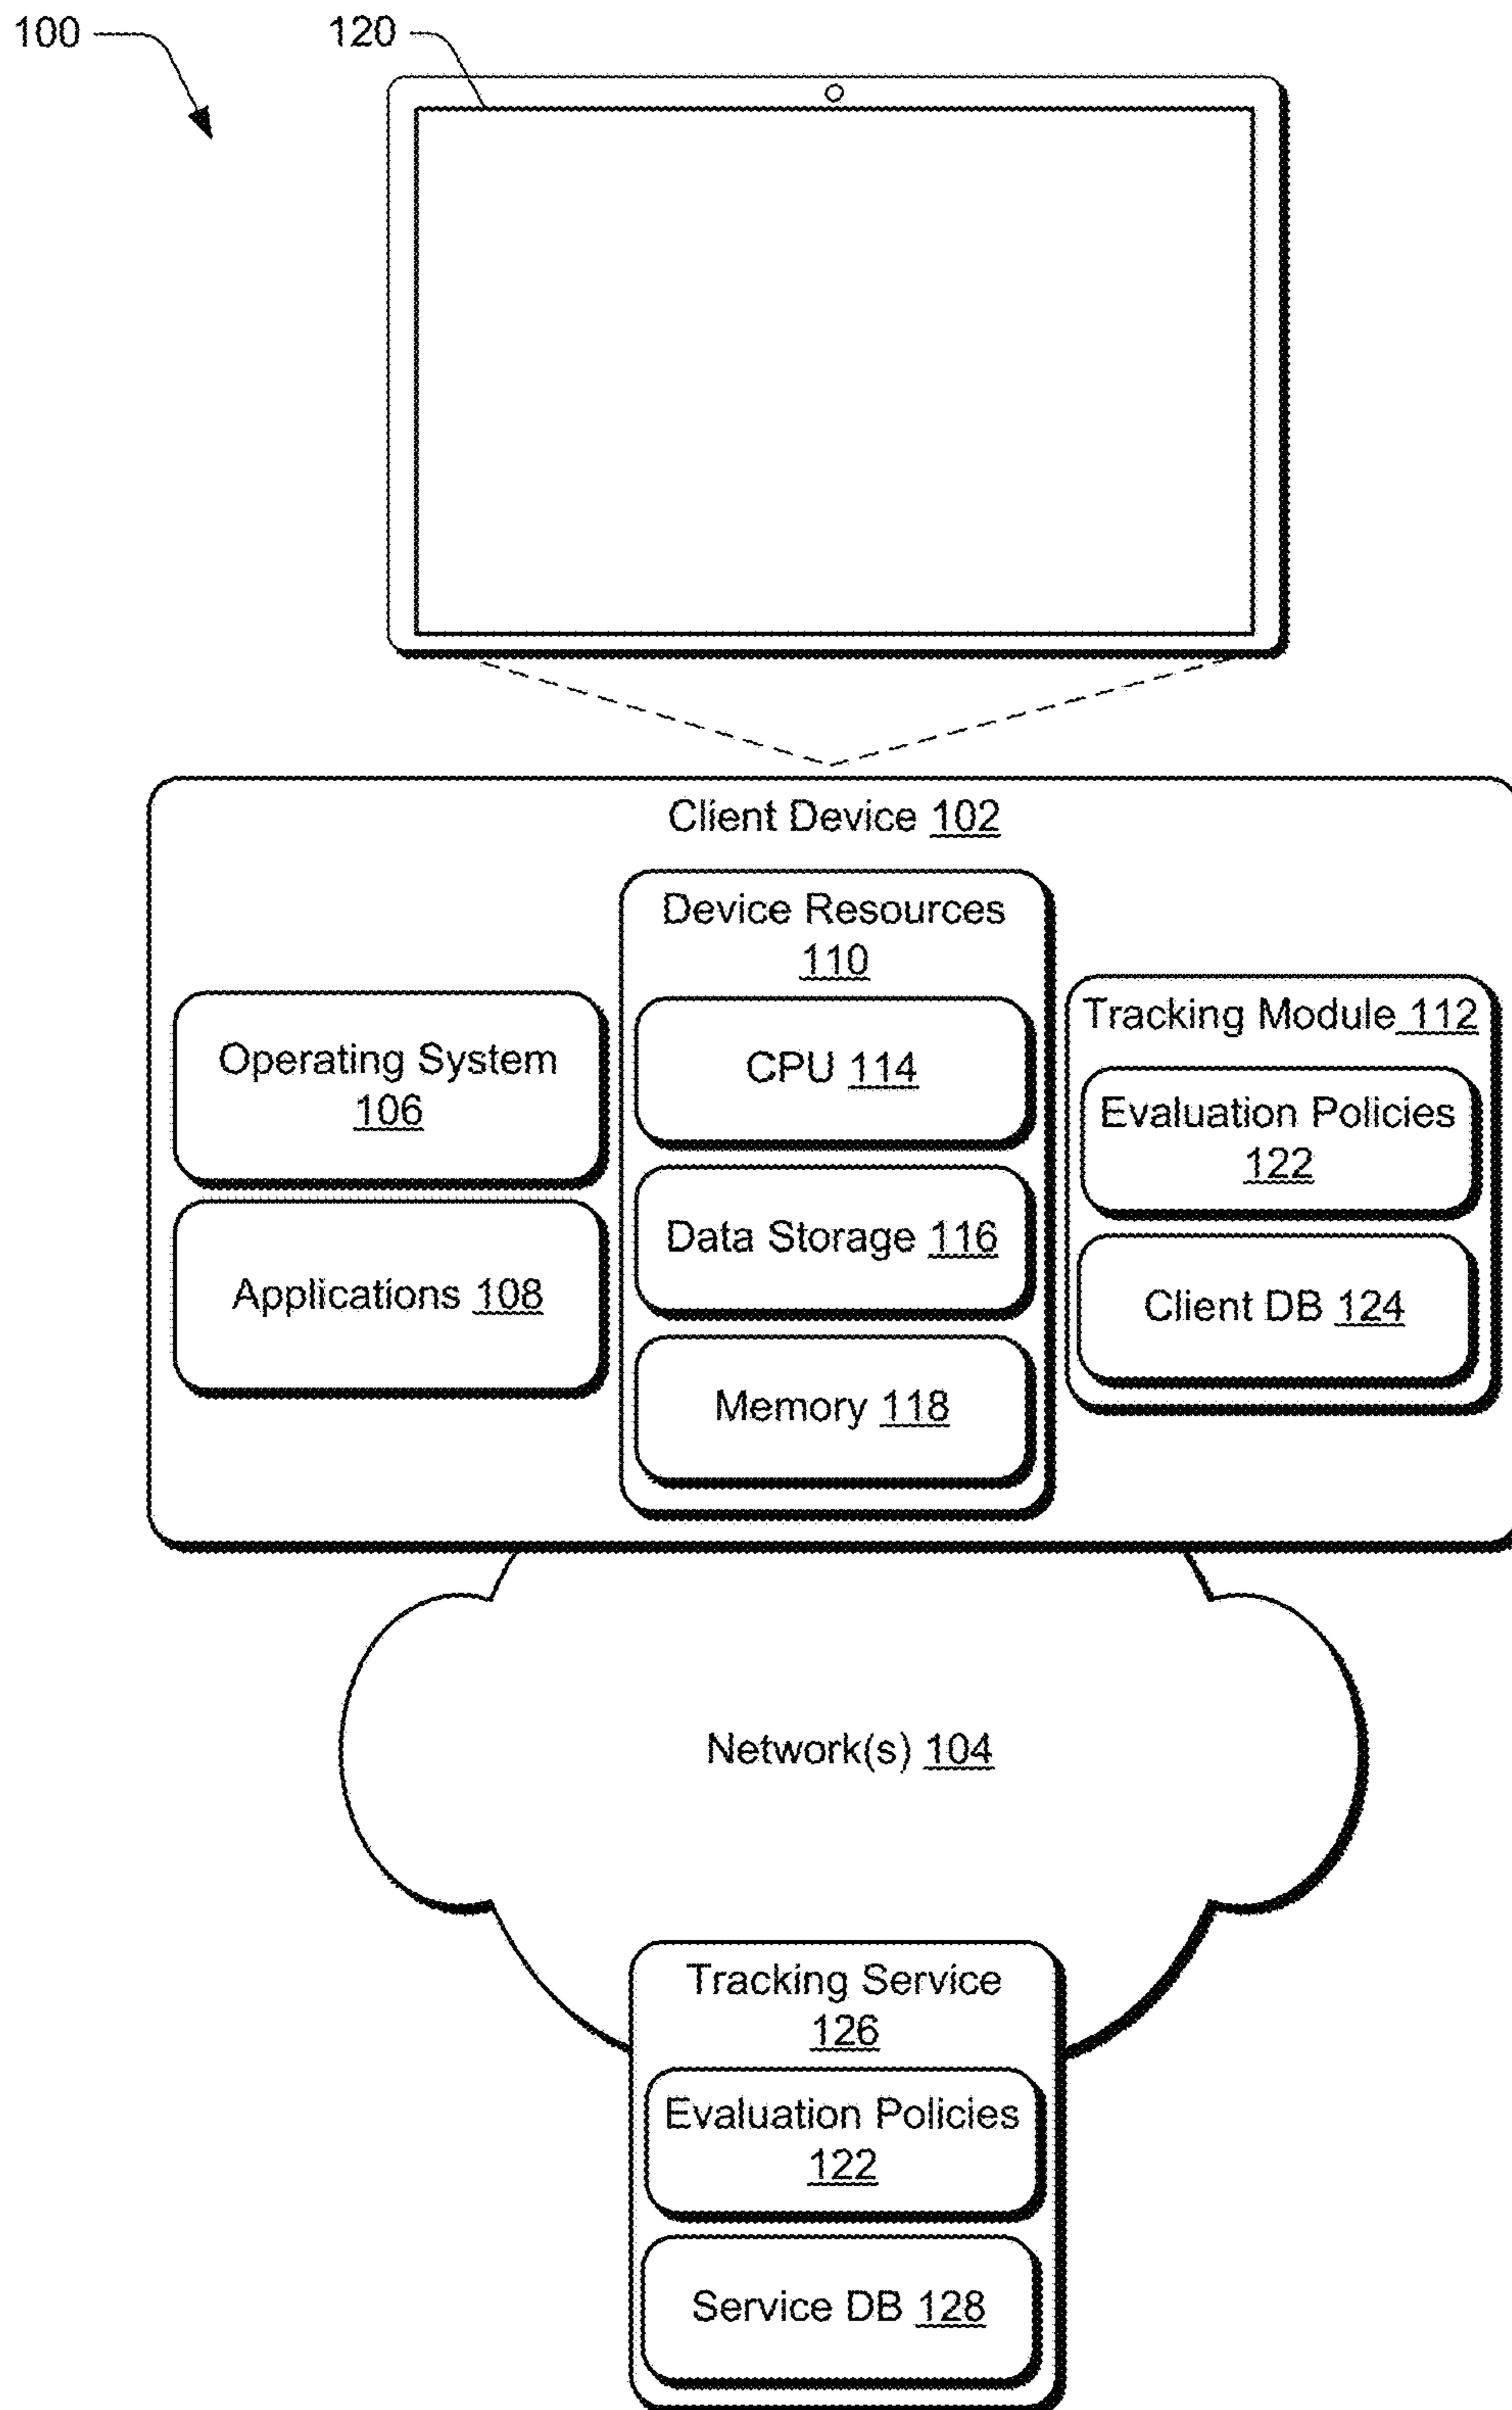 100
120
Client Device 102
Device Resources
110
Operating System
106
Applications 108
CPU 114
Data Storage 116
Memory 118
Tracking Module 112
Evaluation Policies
122
Client DB 124
Network(s) 104
Tracking Service
126
Evaluation Policies
122
Service DB 128